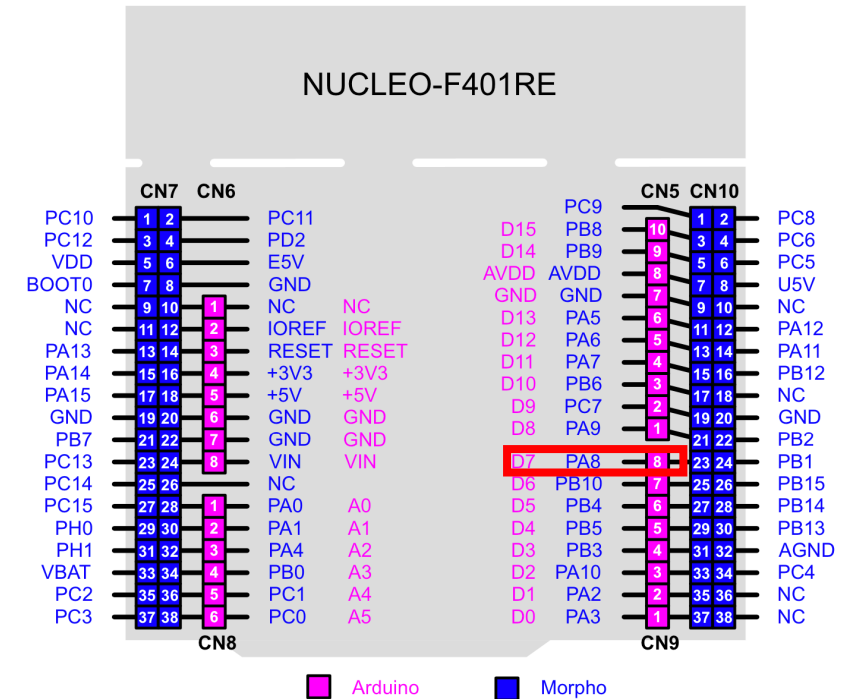 NUCLEO-F401RE
CN7 CN6 CN5 CN10
PC9
PC10 1 2 PC11 1 2 PC8
D15 PB8 10
PC12 3 4 PD2 3 4 PC6
D14 PB9 9
VDD 5 6 E5V 5 6 PC5
AVDD AVDD 8
BOOT0 7 8 GND 7 8 U5V
GND GND 7
NC 9 10 1 NC NC 9 10 NC
D13 PA5 6
NC 11 12 2 IOREF IOREF 11 12 PA12
D12 PA6 5
PA13 13 14 3 RESET RESET 13 14 PA11
D11 PA7 4
PA14 15 16 4 +3V3 +3V3 15 16 PB12
D10 PB6 3
PA15 17 18 5 +5V +5V 17 18 NC
D9 PC7 2
GND 19 20 6 GND GND 19 20 GND
D8 PA9 1
PB7 21 22 7 GND GND 21 22 PB2
PC13 23 24 8 VIN VIN D7 PA8 8 23 24 PB1
PC14 25 26 NC D6 PB10 7 25 26 PB15
PC15 27 28 1 PA0 A0 D5 PB4 6 27 28 PB14
PH0 29 30 2 PA1 A1 D4 PB5 5 29 30 PB13
PH1 31 32 3 PA4 A2 D3 PB3 4 31 32 AGND
VBAT 33 34 4 PB0 A3 D2 PA10 3 33 34 PC4
PC2 35 36 5 PC1 A4 D1 PA2 2 35 36 NC
PC3 37 38 6 PC0 A5 D0 PA3 1 37 38 NC
CN8 CN9
Arduino Morpho